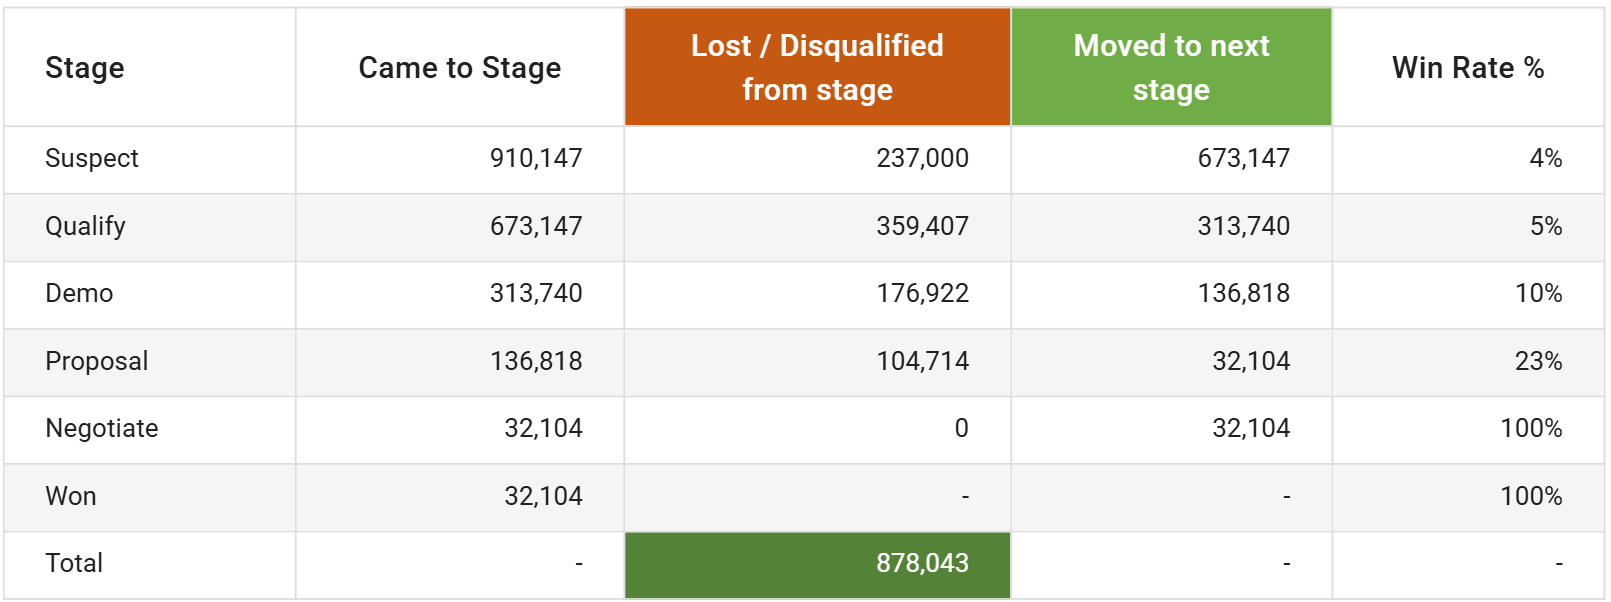 Stage Came to Stage Lost / Disqualified from stage Moved to next stage Win Rate %
Suspect 910,147 237,000 673,147 4%
Qualify 673,147 359,407 313,740 5%
Demo 313,740 176,922 136,818 10%
Proposal 136,818 104,714 32,104 23%
Negotiate 32,104 0 32,104 100%
Won 32,104 - - 100%
Total - 878,043 - -